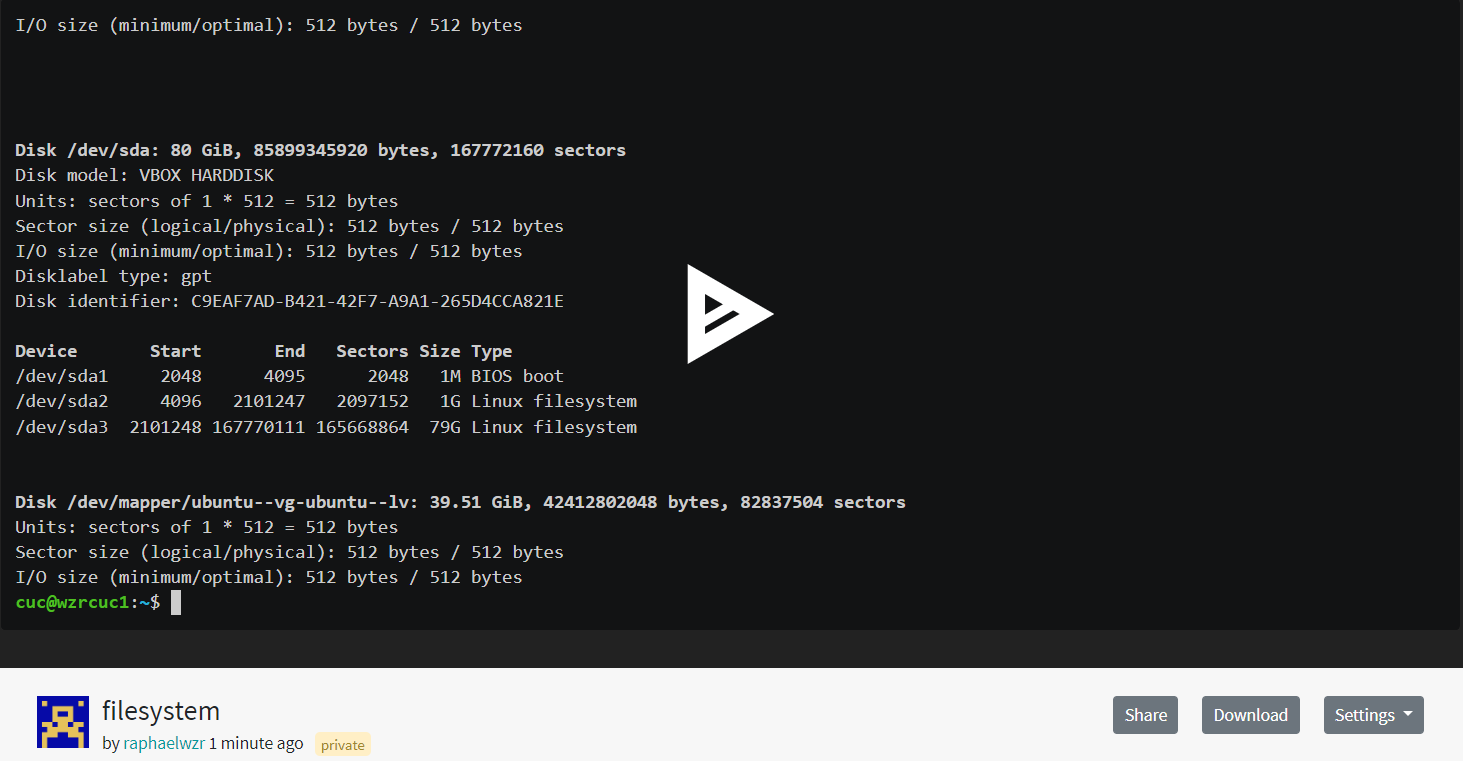 I/O size (minimum/optimal): 512 bytes / 512 bytes
Disk /dev/sda: 80 GiB, 85899345920 bytes, 167772160 sectors
Disk model: VBOX HARDDISK
Units: sectors of 1 * 512 = 512 bytes
Sector size (logical/physical): 512 bytes / 512 bytes
I/O size (minimum/optimal): 512 bytes / 512 bytes
Disklabel type: gpt
Disk identifier: C9EAF7AD-B421-42F7-A9A1-265D4CCA821E
Device Start End Sectors Size Type
/dev/sda1 2048 4095 2048 1M BIOS boot
/dev/sda2 4096 2101247 2097152 1G Linux filesystem
/dev/sda3 2101248 167770111 165668864 79G Linux filesystem
Disk /dev/mapper/ubuntu--vg-ubuntu--lv: 39.51 GiB, 42412802048 bytes, 82837504 sectors
Units: sectors of 1 * 512 = 512 bytes
Sector size (logical/physical): 512 bytes / 512 bytes
I/O size (minimum/optimal): 512 bytes / 512 bytes
cuc@wzrcuc1:~$
filesystem
by raphaelwzr 1 minute ago private
Share Download Settings